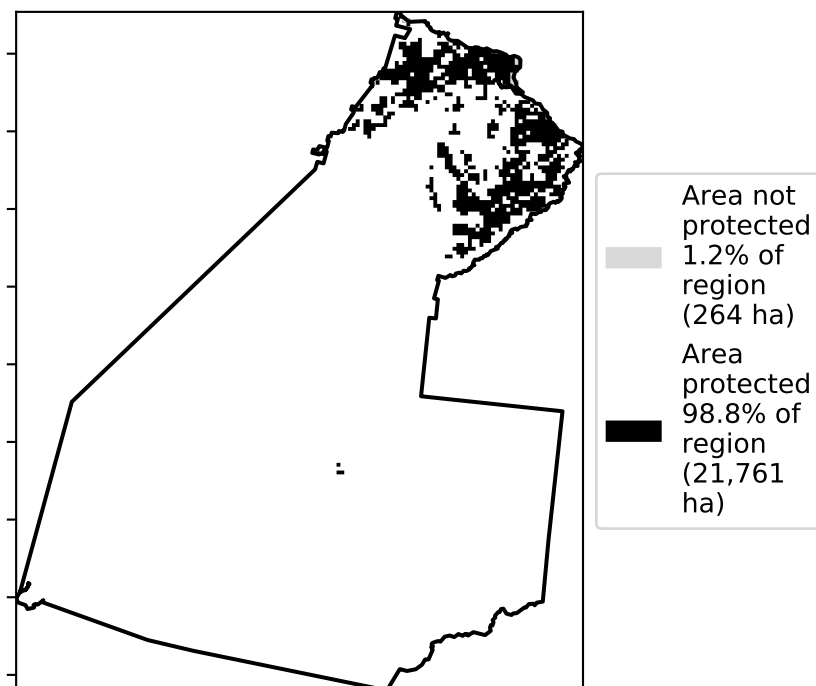 Area not
protected
1.2% of
region
(264 ha)
Area
protected
98.8% of
region
(21,761
ha)